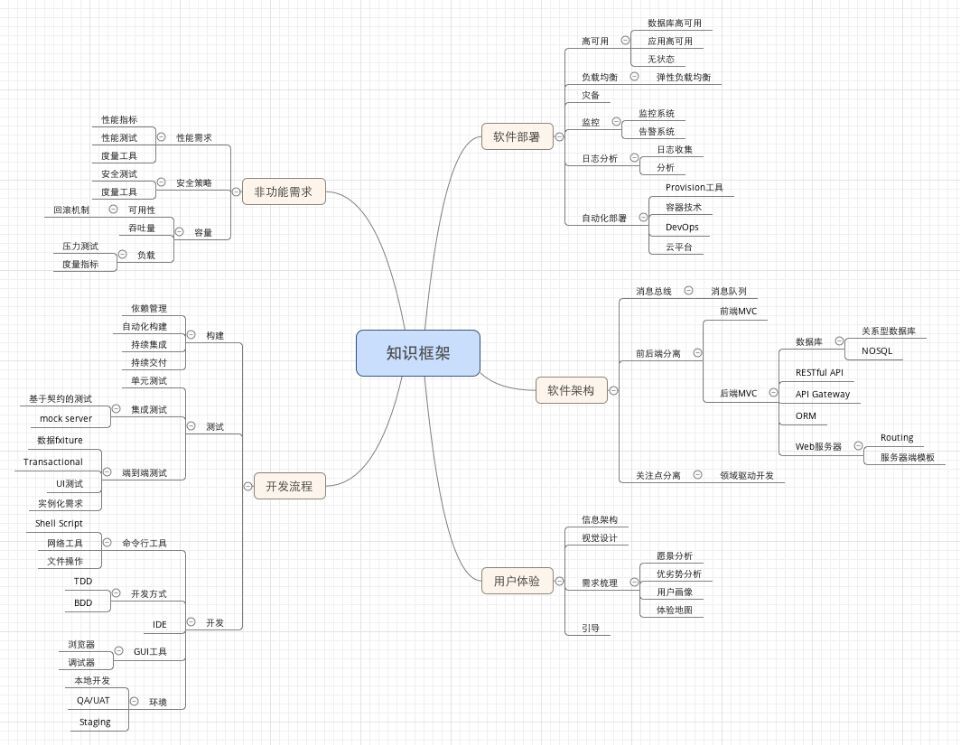 知识框架
软件部署
高可用
数据库高可用
应用高可用
无状态
负载均衡
弹性负载均衡
灾备
监控
监控系统
告警系统
日志分析
日志收集
分析
自动化部署
Provision工具
容器技术
DevOps
云平台
软件架构
消息总线
消息队列
前后端分离
前端MVC
后端MVC
数据库
关系型数据库
NOSQL
RESTful API
API Gateway
ORM
Web服务器
Routing
服务器端模板
关注点分离
领域驱动开发
用户体验
信息架构
视觉设计
需求梳理
愿景分析
优劣势分析
用户画像
体验地图
引导
非功能需求
性能需求
性能指标
性能测试
度量工具
安全策略
安全测试
度量工具
容量
可用性
回滚机制
吞吐量
负载
压力测试
度量指标
开发流程
构建
依赖管理
自动化构建
持续集成
持续交付
测试
单元测试
集成测试
基于契约的测试
mock server
端到端测试
数据fxiture
Transactional
UI测试
实例化需求
开发
命令行工具
Shell Script
网络工具
文件操作
开发方式
TDD
BDD
IDE
GUI工具
浏览器
调试器
环境
本地开发
QA/UAT
Staging